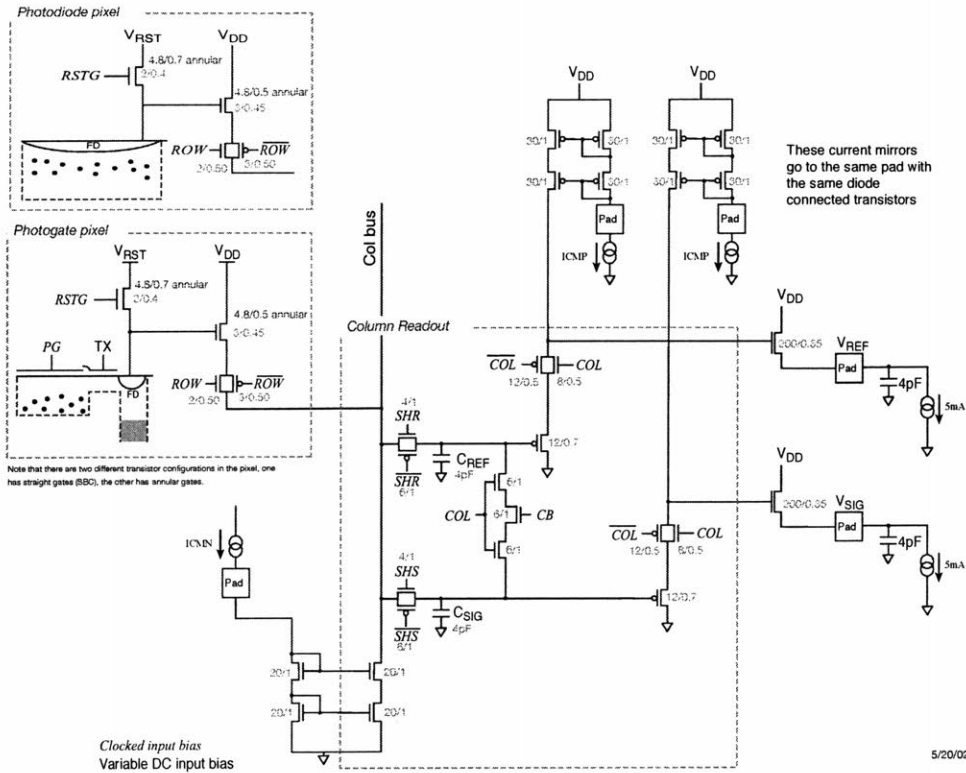 Photodiode pixel
VRST
VDD
4.8/0.7 annular
RSTG
2/0.4
4.8/0.5 annular
3/0.45
FD
ROW
ROW
2/0.50
3/0.50
Photogate pixel
VRST
VDD
4.8/0.7 annular
RSTG
2/0.4
4.8/0.5 annular
3/0.45
PG
TX
FD
ROW
ROW
2/0.50
3/0.50
Note that there are two different transistor configurations in the pixel, one
has straight gates (SBC), the other has annular gates.
Col bus
VDD
VDD
30/1
30/1
30/1
30/1
30/1
30/1
30/1
30/1
Pad
Pad
ICMP
ICMP
These current mirrors
go to the same pad with
the same diode
connected transistors
Column Readout
COL
COL
12/0.5
8/0.5
VDD
200/0.35
VREF
Pad
4pF
5mA
4/1
SHR
SHR
6/1
CREF
4pF
12/0.7
6/1
COL
6/1
CB
6/1
COL
COL
12/0.5
8/0.5
VDD
200/0.35
VSIG
Pad
4pF
5mA
4/1
SHS
SHS
6/1
CSIG
4pF
12/0.7
ICMN
Pad
20/1
20/1
20/1
20/1
Clocked input bias
Variable DC input bias
5/20/02